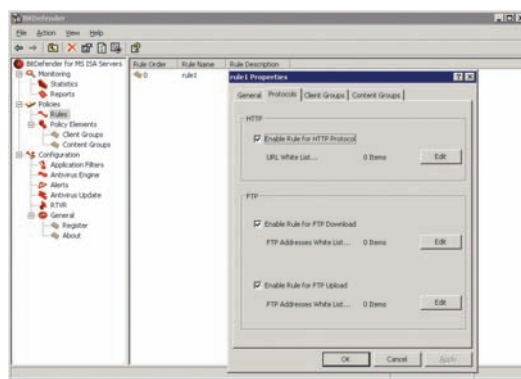 BitDefender
File Action View Help
BitDefender for MS ISA Servers
Monitoring
Statistics
Reports
Policies
Rules
Policy Elements
Client Groups
Content Groups
Configuration
Application Filters
Antivirus Engine
Alerts
Antivirus Update
RTVR
General
Register
About
Rule Order Rule Name Rule Description
0 rule1
rule1 Properties
General Protocols Client Groups Content Groups
HTTP
Enable Rule for HTTP Protocol
URL White List... 0 Items Edit
FTP
Enable Rule for FTP Download
FTP Addresses White List... 0 Items Edit
Enable Rule for FTP Upload
FTP Addresses White List... 0 Items Edit
OK Cancel Apply